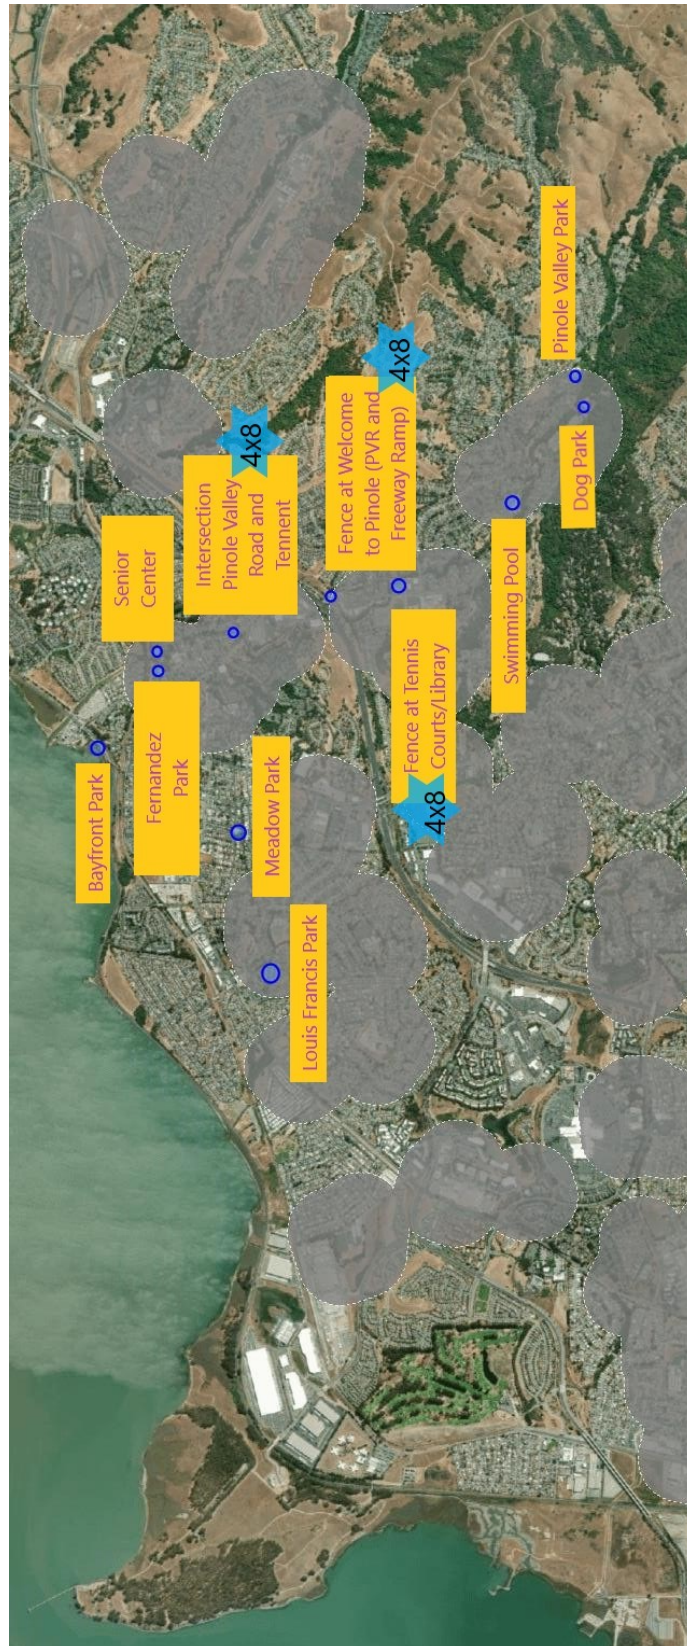 Bayfront Park
Fernandez
Park
Senior
Center
Intersection
Pinole Valley
Road and
Tennent
4x8
Meadow Park
Louis Francis Park
Fence at Welcome
to Pinole (PVR and
Freeway Ramp)
4x8
Fence at Tennis
Courts/Library
4x8
Swimming Pool
Dog Park
Pinole Valley Park